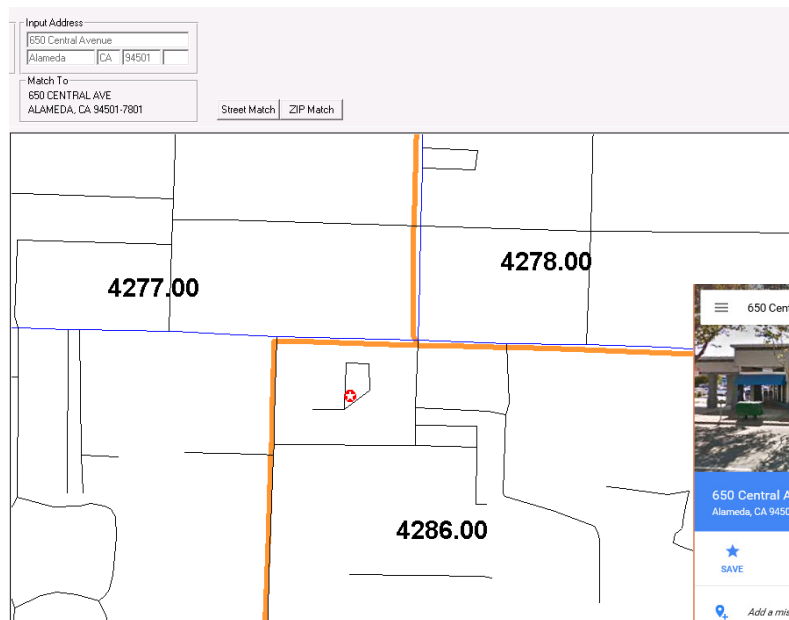 Input Address
650 Central Avenue
Alameda CA 94501
Match To
650 CENTRAL AVE
ALAMEDA, CA 94501-7801
Street Match ZIP Match
4277.00
4278.00
650 Cent
4286.00
650 Central A
Alameda, CA 9450
SAVE
Add a mis